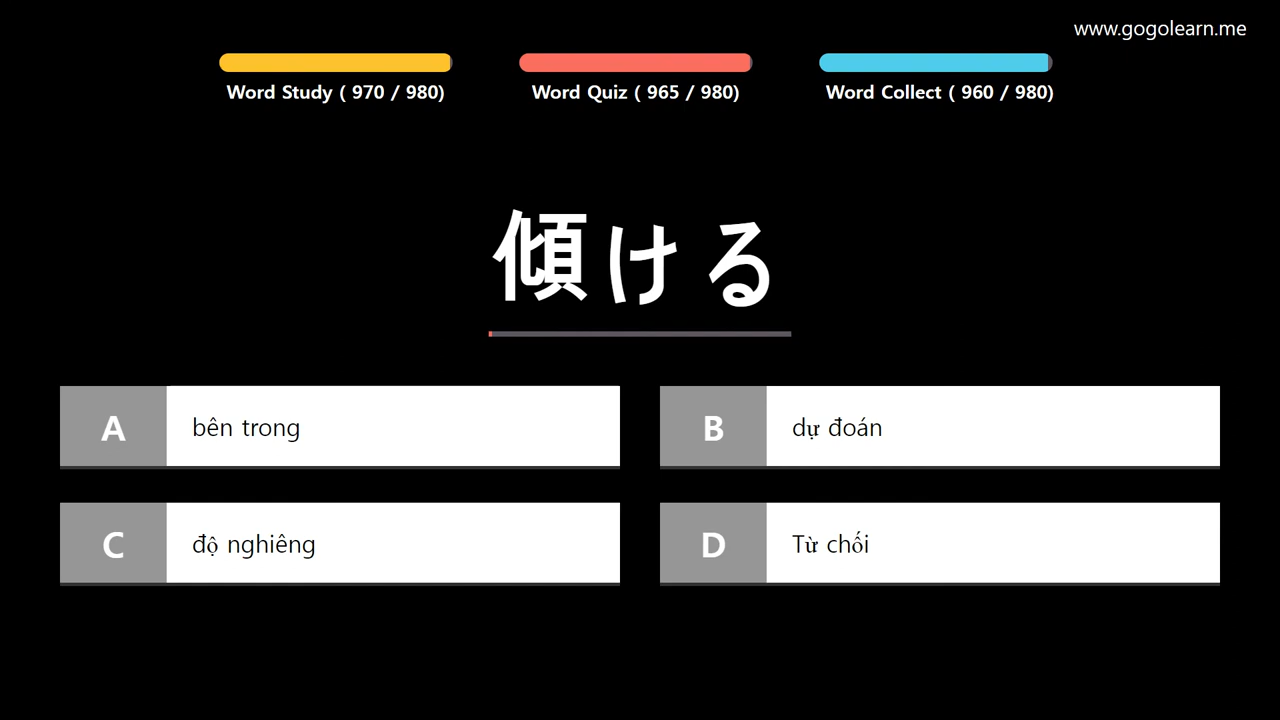 www.gogolearn.me
Word Study ( 970 / 980)
Word Quiz ( 965 / 980)
Word Collect ( 960 / 980)
傾ける
A bên trong
B dự đoán
C độ nghiêng
D Từ chối